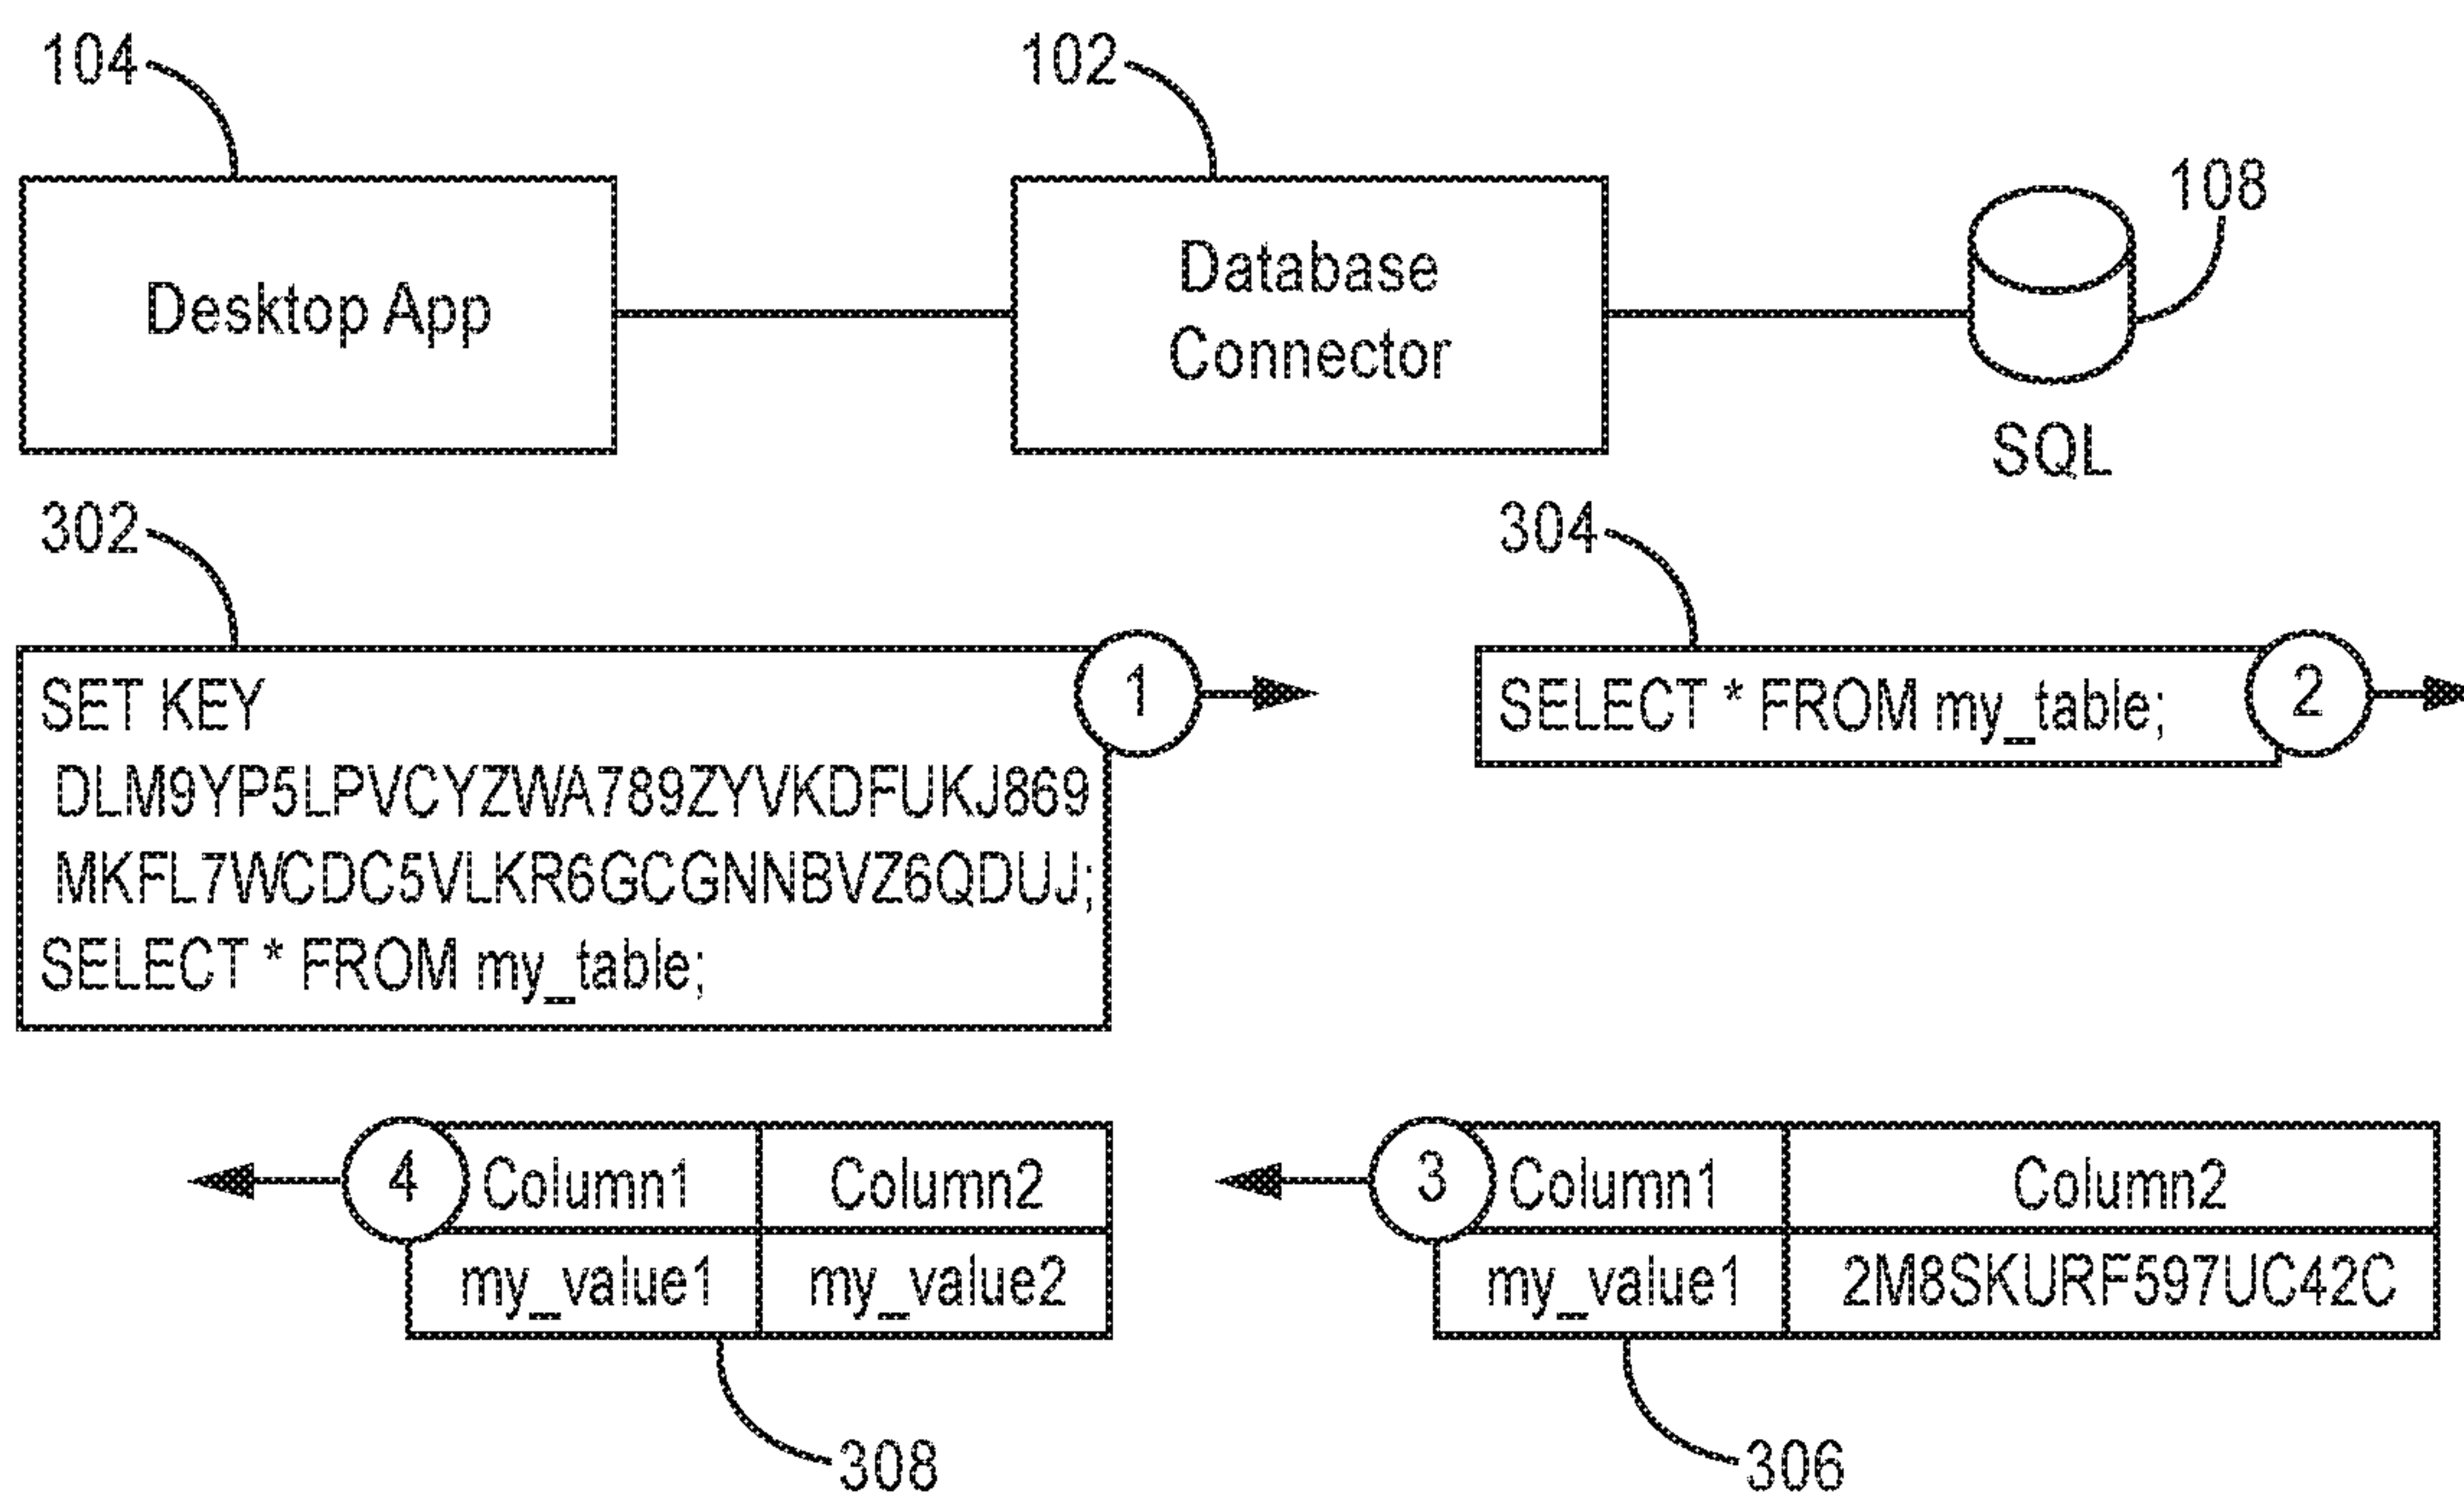 104
102
108
Desktop App
Database
Connector
SQL
302
304
SET KEY
DLM9YP5LPVCYZWA789ZYVKDFUKJ869
MKFL7WCDC5VLKR6GCGNNBVZ6QDUJ;
SELECT * FROM my_table;
1
SELECT * FROM my_table;
2
4
Column1 Column2
my_value1 my_value2
3
Column1 Column2
my_value1 2M8SKURF597UC42C
308
306